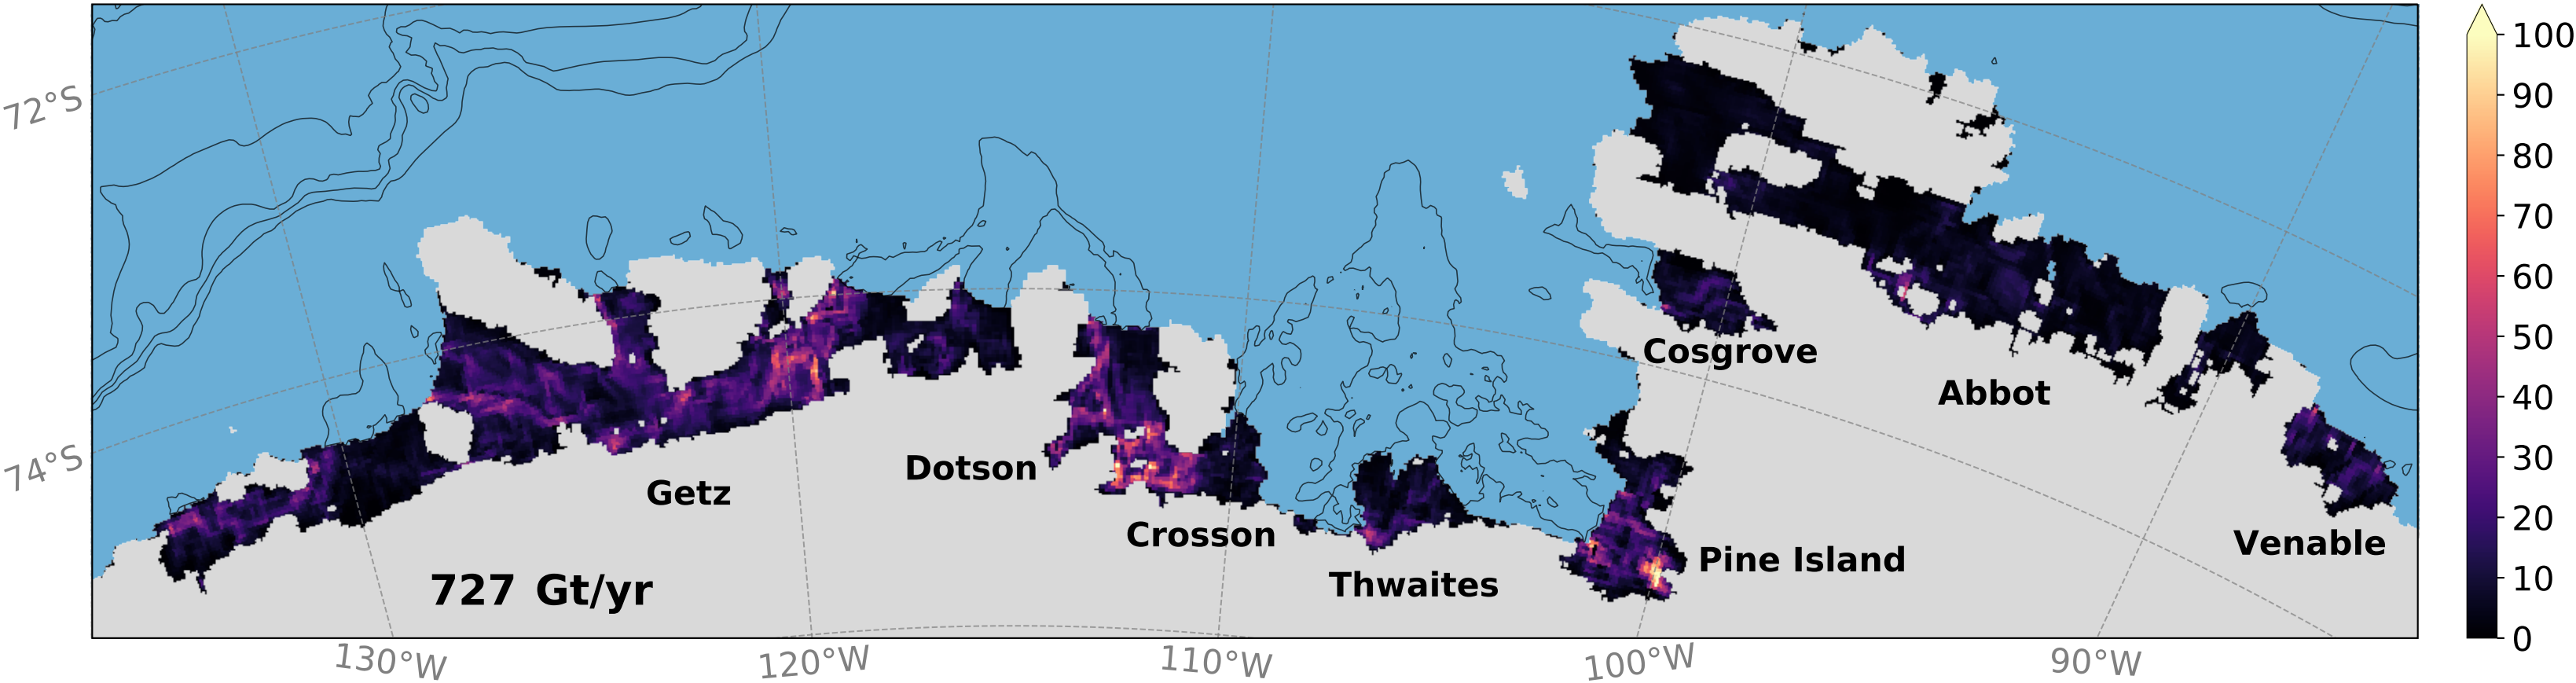 72°S
74°S
Cosgrove
Abbot
Dotson
Getz
Crosson
Venable
Pine Island
Thwaites
727 Gt/yr
130°W
120°W
110°W
100°W
90°W
100
90
80
70
60
50
40
30
20
10
0